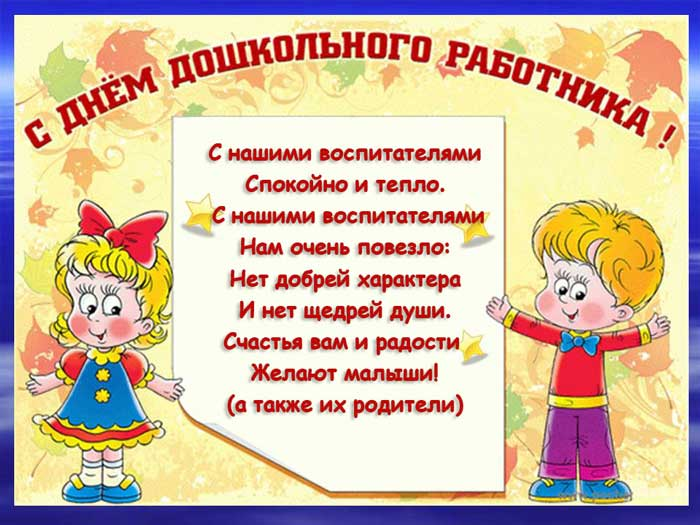 С ДНЁМ ДОШКОЛЬНОГО РАБОТНИКА !
С нашими воспитателями
Спокойно и тепло.
С нашими воспитателями
Нам очень повезло:
Нет добрей характера
И нет щедрей души.
Счастья вам и радости
Желают малыши!
(а также их родители)